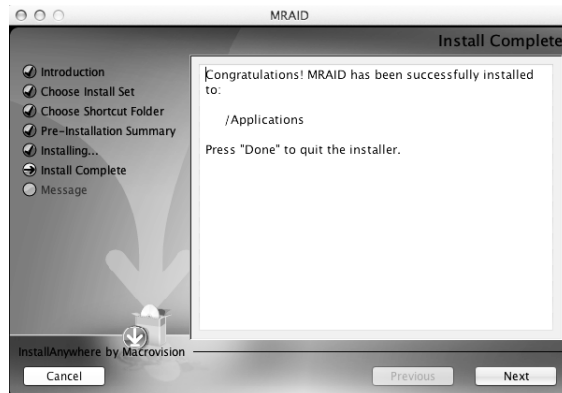 MRAID
Install Complete
Introduction
Choose Install Set
Choose Shortcut Folder
Pre-Installation Summary
Installing...
Install Complete
Message
Congratulations! MRAID has been successfully installed
to:
/Applications
Press "Done" to quit the installer.
InstallAnywhere by Macrovision
Cancel
Previous
Next